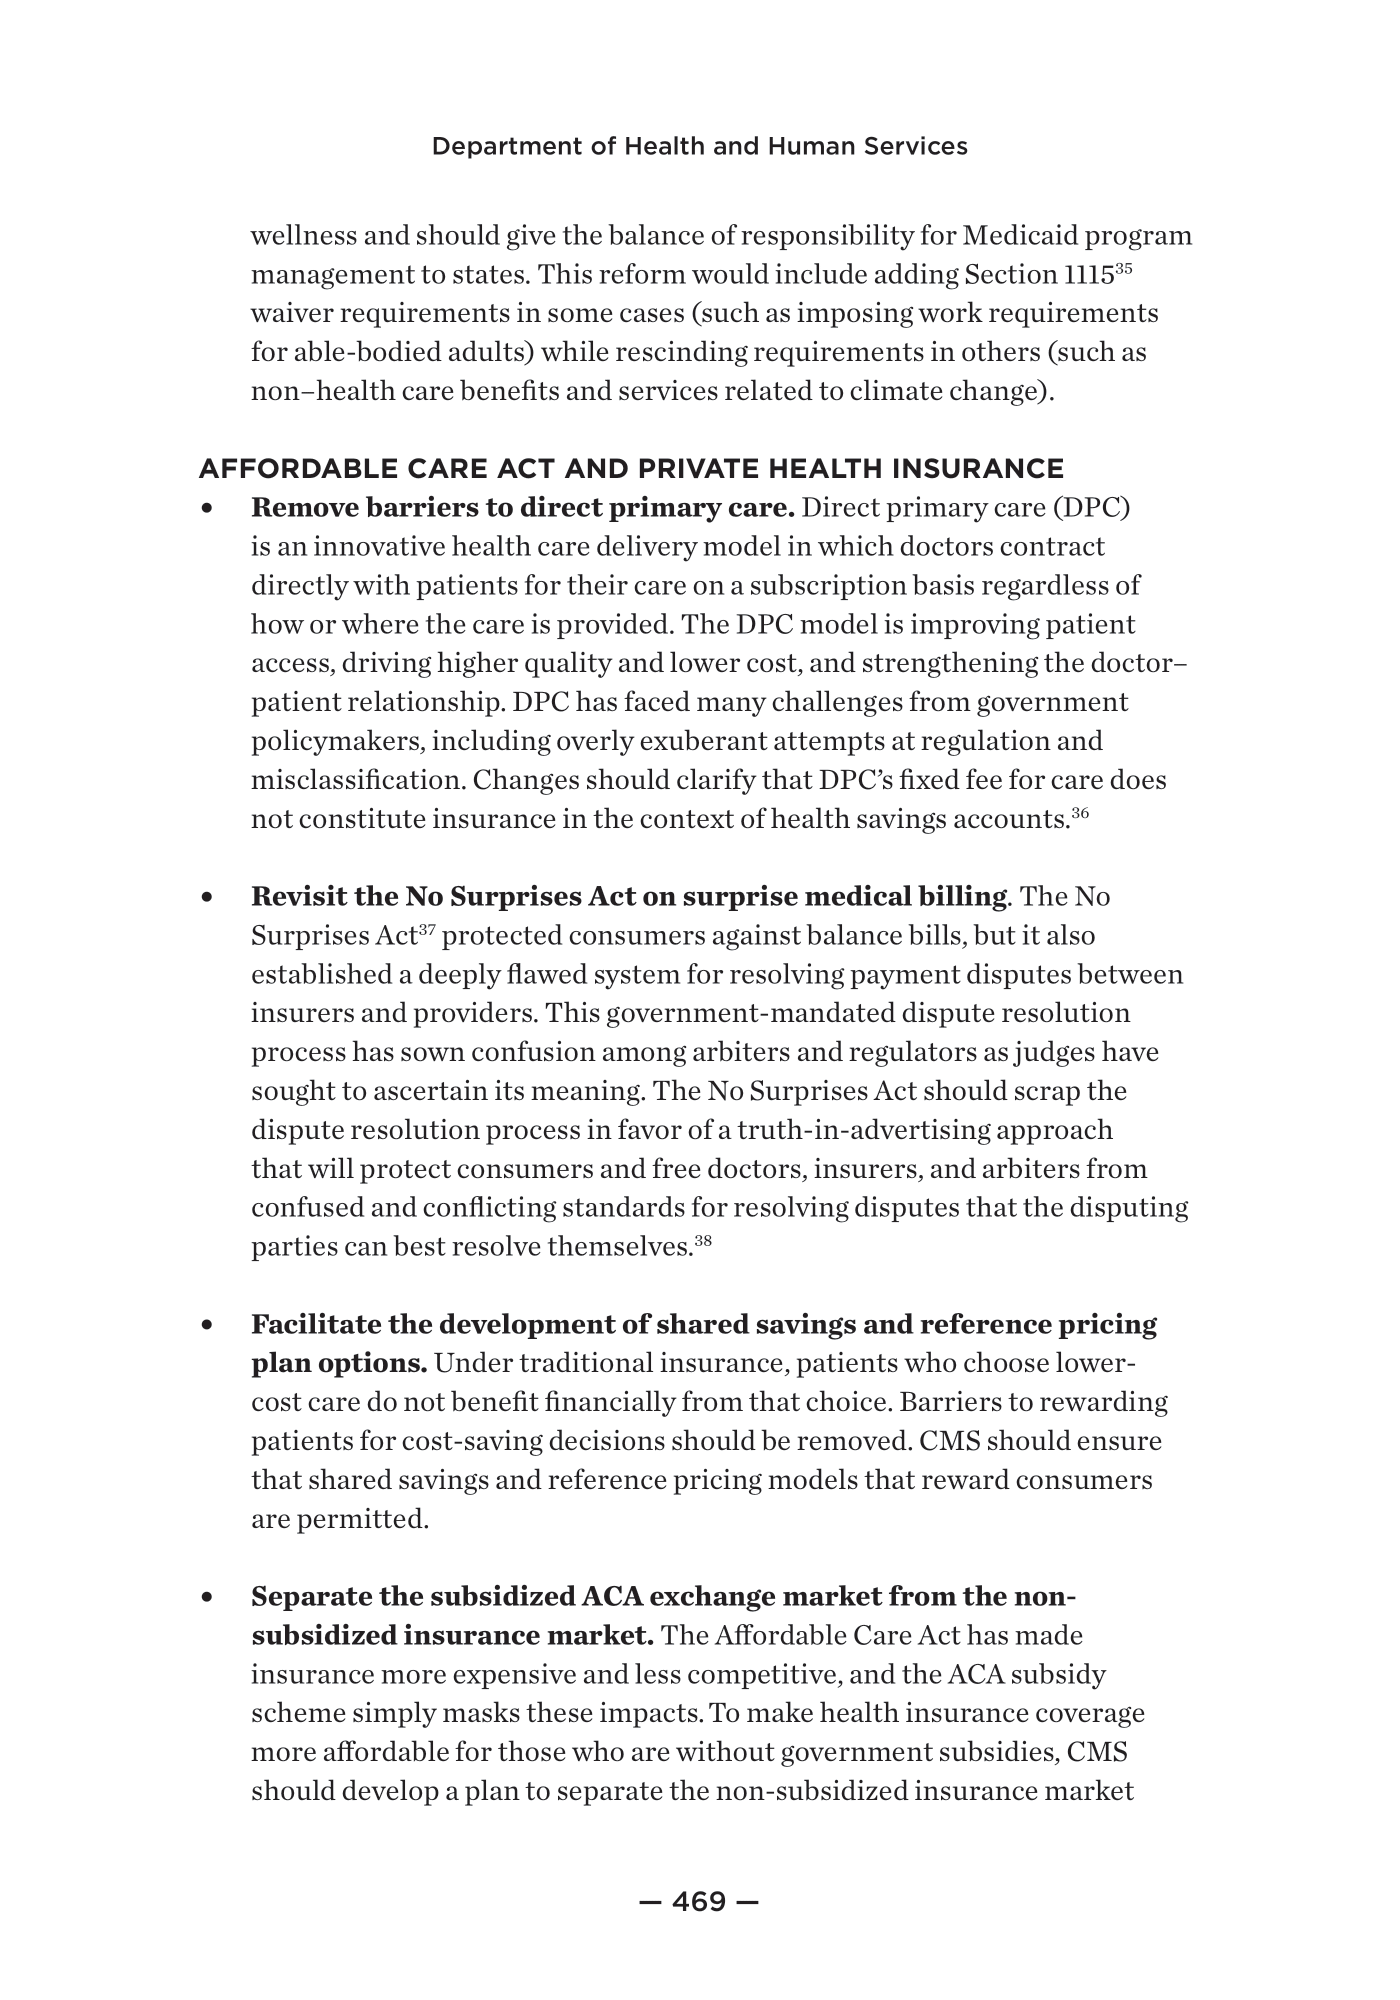 Department of Health and Human Services
wellness and should give the balance of responsibility for Medicaid program
management to states. This reform would include adding Section 1115³⁵
waiver requirements in some cases (such as imposing work requirements
for able-bodied adults) while rescinding requirements in others (such as
non–health care benefits and services related to climate change).
AFFORDABLE CARE ACT AND PRIVATE HEALTH INSURANCE
• Remove barriers to direct primary care. Direct primary care (DPC)
is an innovative health care delivery model in which doctors contract
directly with patients for their care on a subscription basis regardless of
how or where the care is provided. The DPC model is improving patient
access, driving higher quality and lower cost, and strengthening the doctor–
patient relationship. DPC has faced many challenges from government
policymakers, including overly exuberant attempts at regulation and
misclassification. Changes should clarify that DPC’s fixed fee for care does
not constitute insurance in the context of health savings accounts.³⁶
• Revisit the No Surprises Act on surprise medical billing. The No
Surprises Act³⁷ protected consumers against balance bills, but it also
established a deeply flawed system for resolving payment disputes between
insurers and providers. This government-mandated dispute resolution
process has sown confusion among arbiters and regulators as judges have
sought to ascertain its meaning. The No Surprises Act should scrap the
dispute resolution process in favor of a truth-in-advertising approach
that will protect consumers and free doctors, insurers, and arbiters from
confused and conflicting standards for resolving disputes that the disputing
parties can best resolve themselves.³⁸
• Facilitate the development of shared savings and reference pricing
plan options. Under traditional insurance, patients who choose lower-
cost care do not benefit financially from that choice. Barriers to rewarding
patients for cost-saving decisions should be removed. CMS should ensure
that shared savings and reference pricing models that reward consumers
are permitted.
• Separate the subsidized ACA exchange market from the non-
subsidized insurance market. The Affordable Care Act has made
insurance more expensive and less competitive, and the ACA subsidy
scheme simply masks these impacts. To make health insurance coverage
more affordable for those who are without government subsidies, CMS
should develop a plan to separate the non-subsidized insurance market
— 469 —